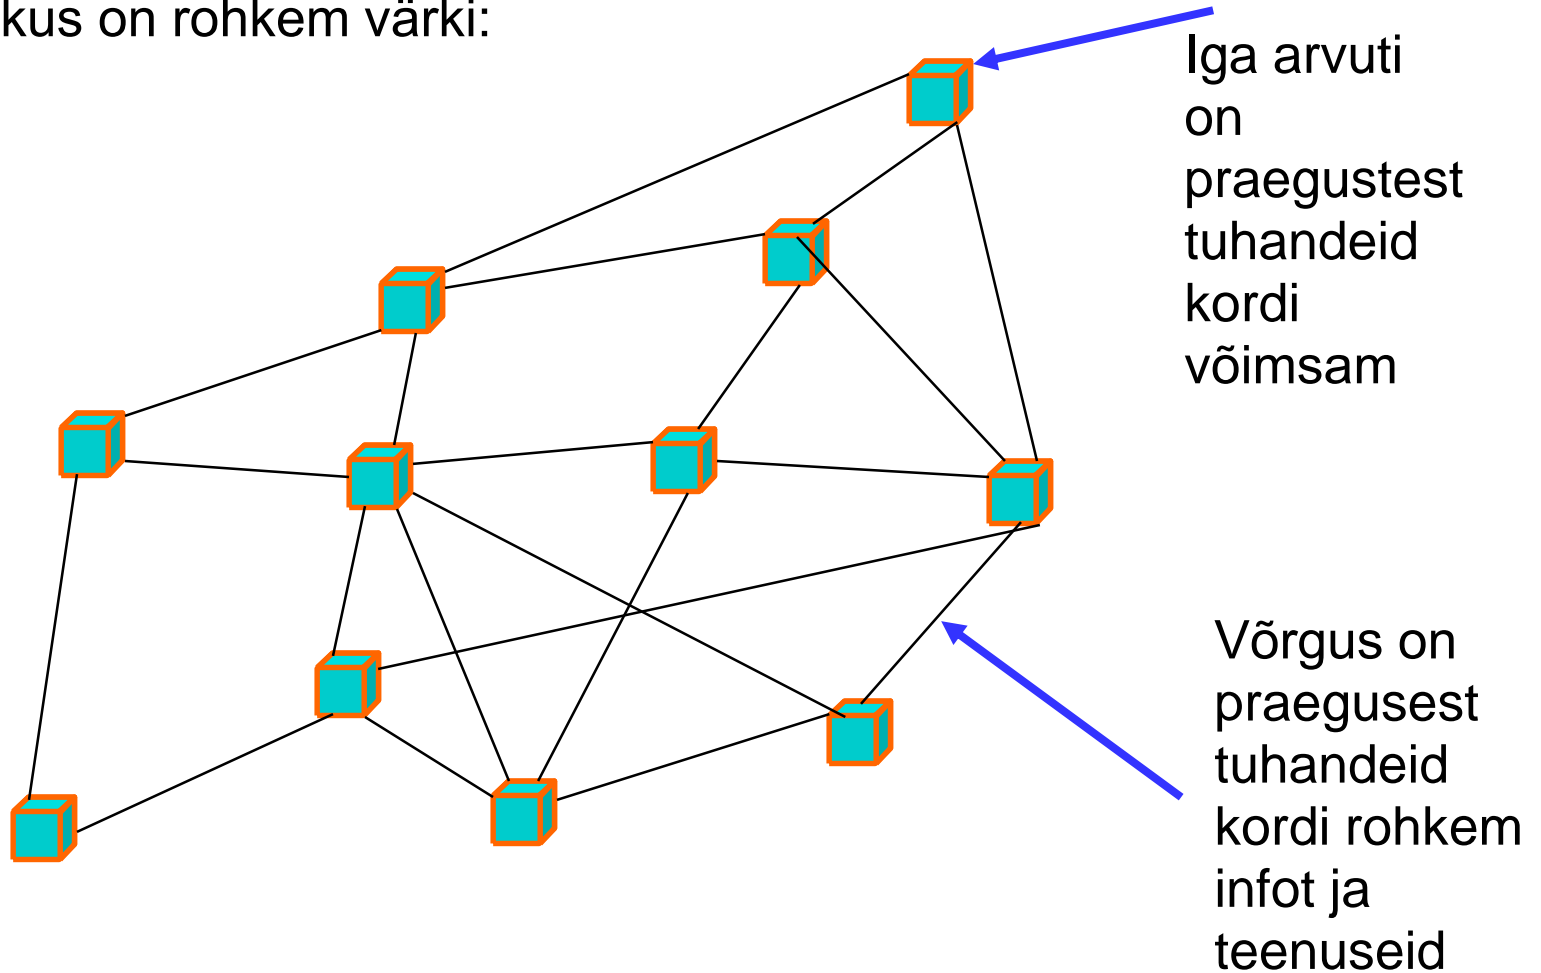 kus on rohkem värki:
Iga arvuti
on
praegustest
tuhandeid
kordi
võimsam
Võrgus on
praegusest
tuhandeid
kordi rohkem
infot ja
teenuseid